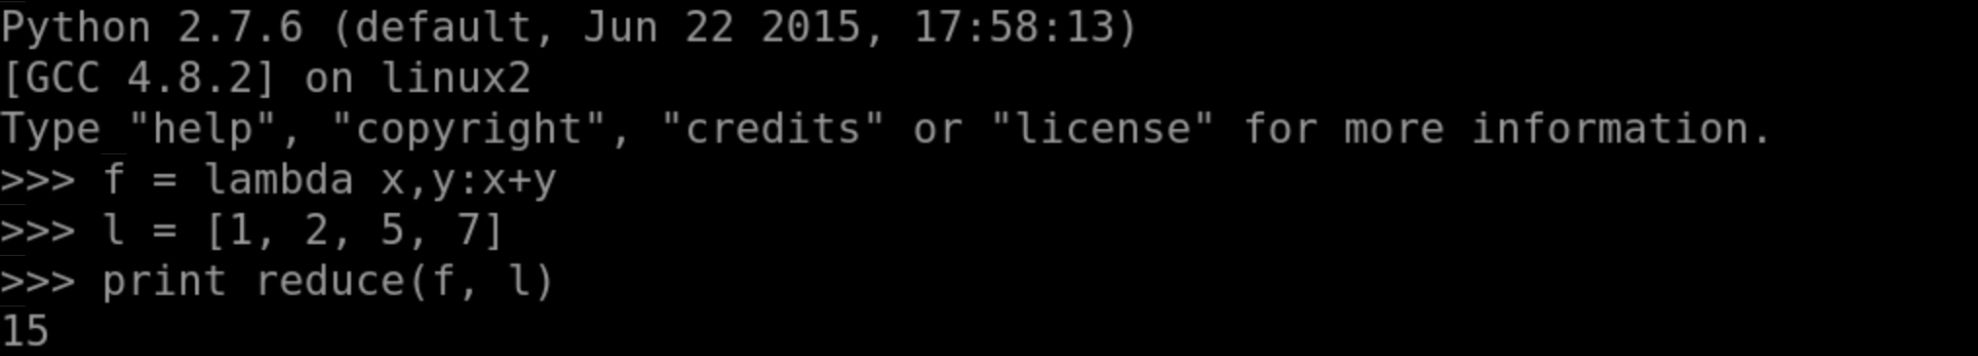 Python 2.7.6 (default, Jun 22 2015, 17:58:13)
[GCC 4.8.2] on linux2
Type "help", "copyright", "credits" or "license" for more information.
>>> f = lambda x,y:x+y
>>> l = [1, 2, 5, 7]
>>> print reduce(f, l)
15